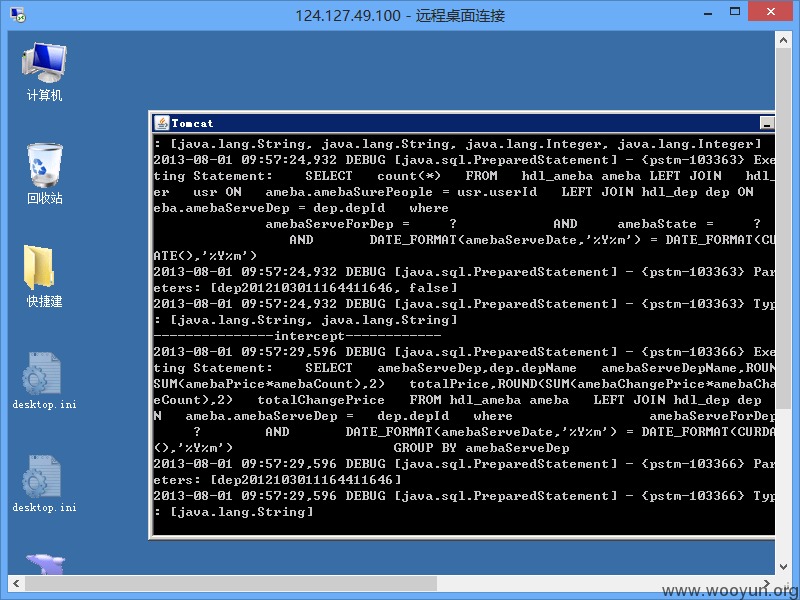 124.127.49.100 - 远程桌面连接
计算机
回收站
快捷建
desktop.ini
desktop.ini
Tomcat
: [java.lang.String, java.lang.String, java.lang.Integer, java.lang.Integer]
2013-08-01 09:57:24,932 DEBUG [java.sql.PreparedStatement] - {pstm-103363} Exe
ting Statement: SELECT count(*) FROM hdl_ameba ameba LEFT JOIN hdl_
er usr ON ameba.amebaSurePeople = usr.userId LEFT JOIN hdl_dep dep ON
eba.amebaServeDep = dep.depId where
amebaServeForDep = ? AND amebaState = ?
AND DATE_FORMAT(amebaServeDate,'%Y%m') = DATE_FORMAT(CU
ATE(),'%Y%m')
2013-08-01 09:57:24,932 DEBUG [java.sql.PreparedStatement] - {pstm-103363} Par
eters: [dep2012103011164411646, false]
2013-08-01 09:57:24,932 DEBUG [java.sql.PreparedStatement] - {pstm-103363} Typ
: [java.lang.String, java.lang.String]
---------------intercept------------
2013-08-01 09:57:29,596 DEBUG [java.sql.PreparedStatement] - {pstm-103366} Exe
ting Statement: SELECT amebaServeDep,dep.depName amebaServeDepName,ROUN
SUM(amebaPrice*amebaCount),2) totalPrice,ROUND(SUM(amebaChangePrice*amebaCha
eCount),2) totalChangePrice FROM hdl_ameba ameba LEFT JOIN hdl_dep dep
N ameba.amebaServeDep = dep.depId where amebaServeForDep
? AND DATE_FORMAT(amebaServeDate,'%Y%m') = DATE_FORMAT(CURDA
(),'%Y%m') GROUP BY amebaServeDep
2013-08-01 09:57:29,596 DEBUG [java.sql.PreparedStatement] - {pstm-103366} Par
eters: [dep2012103011164411646]
2013-08-01 09:57:29,596 DEBUG [java.sql.PreparedStatement] - {pstm-103366} Typ
: [java.lang.String]
www.wooyun.org